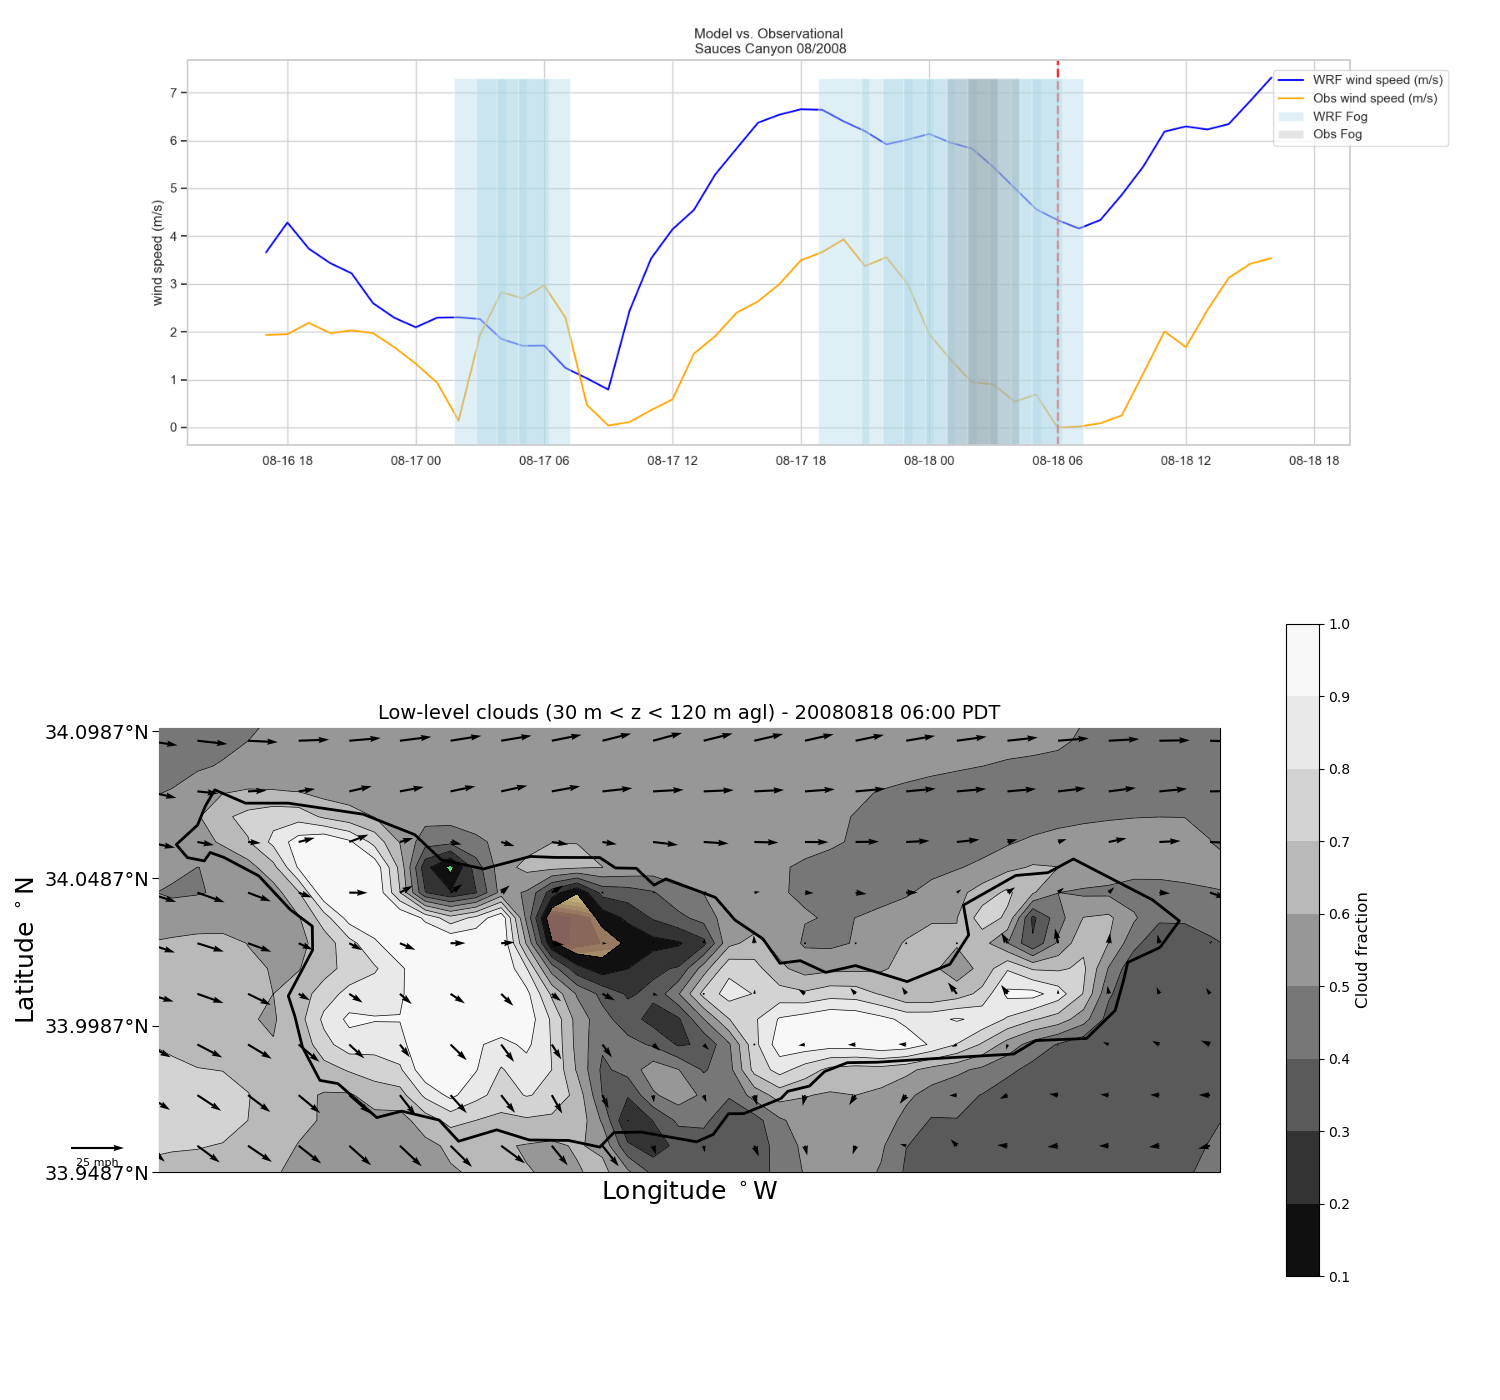 Model vs. Observational
Sauces Canyon 08/2008
WRF wind speed (m/s)
Obs wind speed (m/s)
WRF Fog
Obs Fog
wind speed (m/s)
7
6
5
4
3
2
1
0
08-16 18
08-17 00
08-17 06
08-17 12
08-17 18
08-18 00
08-18 06
08-18 12
08-18 18
Low-level clouds (30 m < z < 120 m agl) - 20080818 06:00 PDT
Latitude °N
34.0987°N
34.0487°N
33.9987°N
33.9487°N
25 mph
Longitude °W
1.0
0.9
0.8
0.7
0.6
0.5
0.4
0.3
0.2
0.1
Cloud fraction